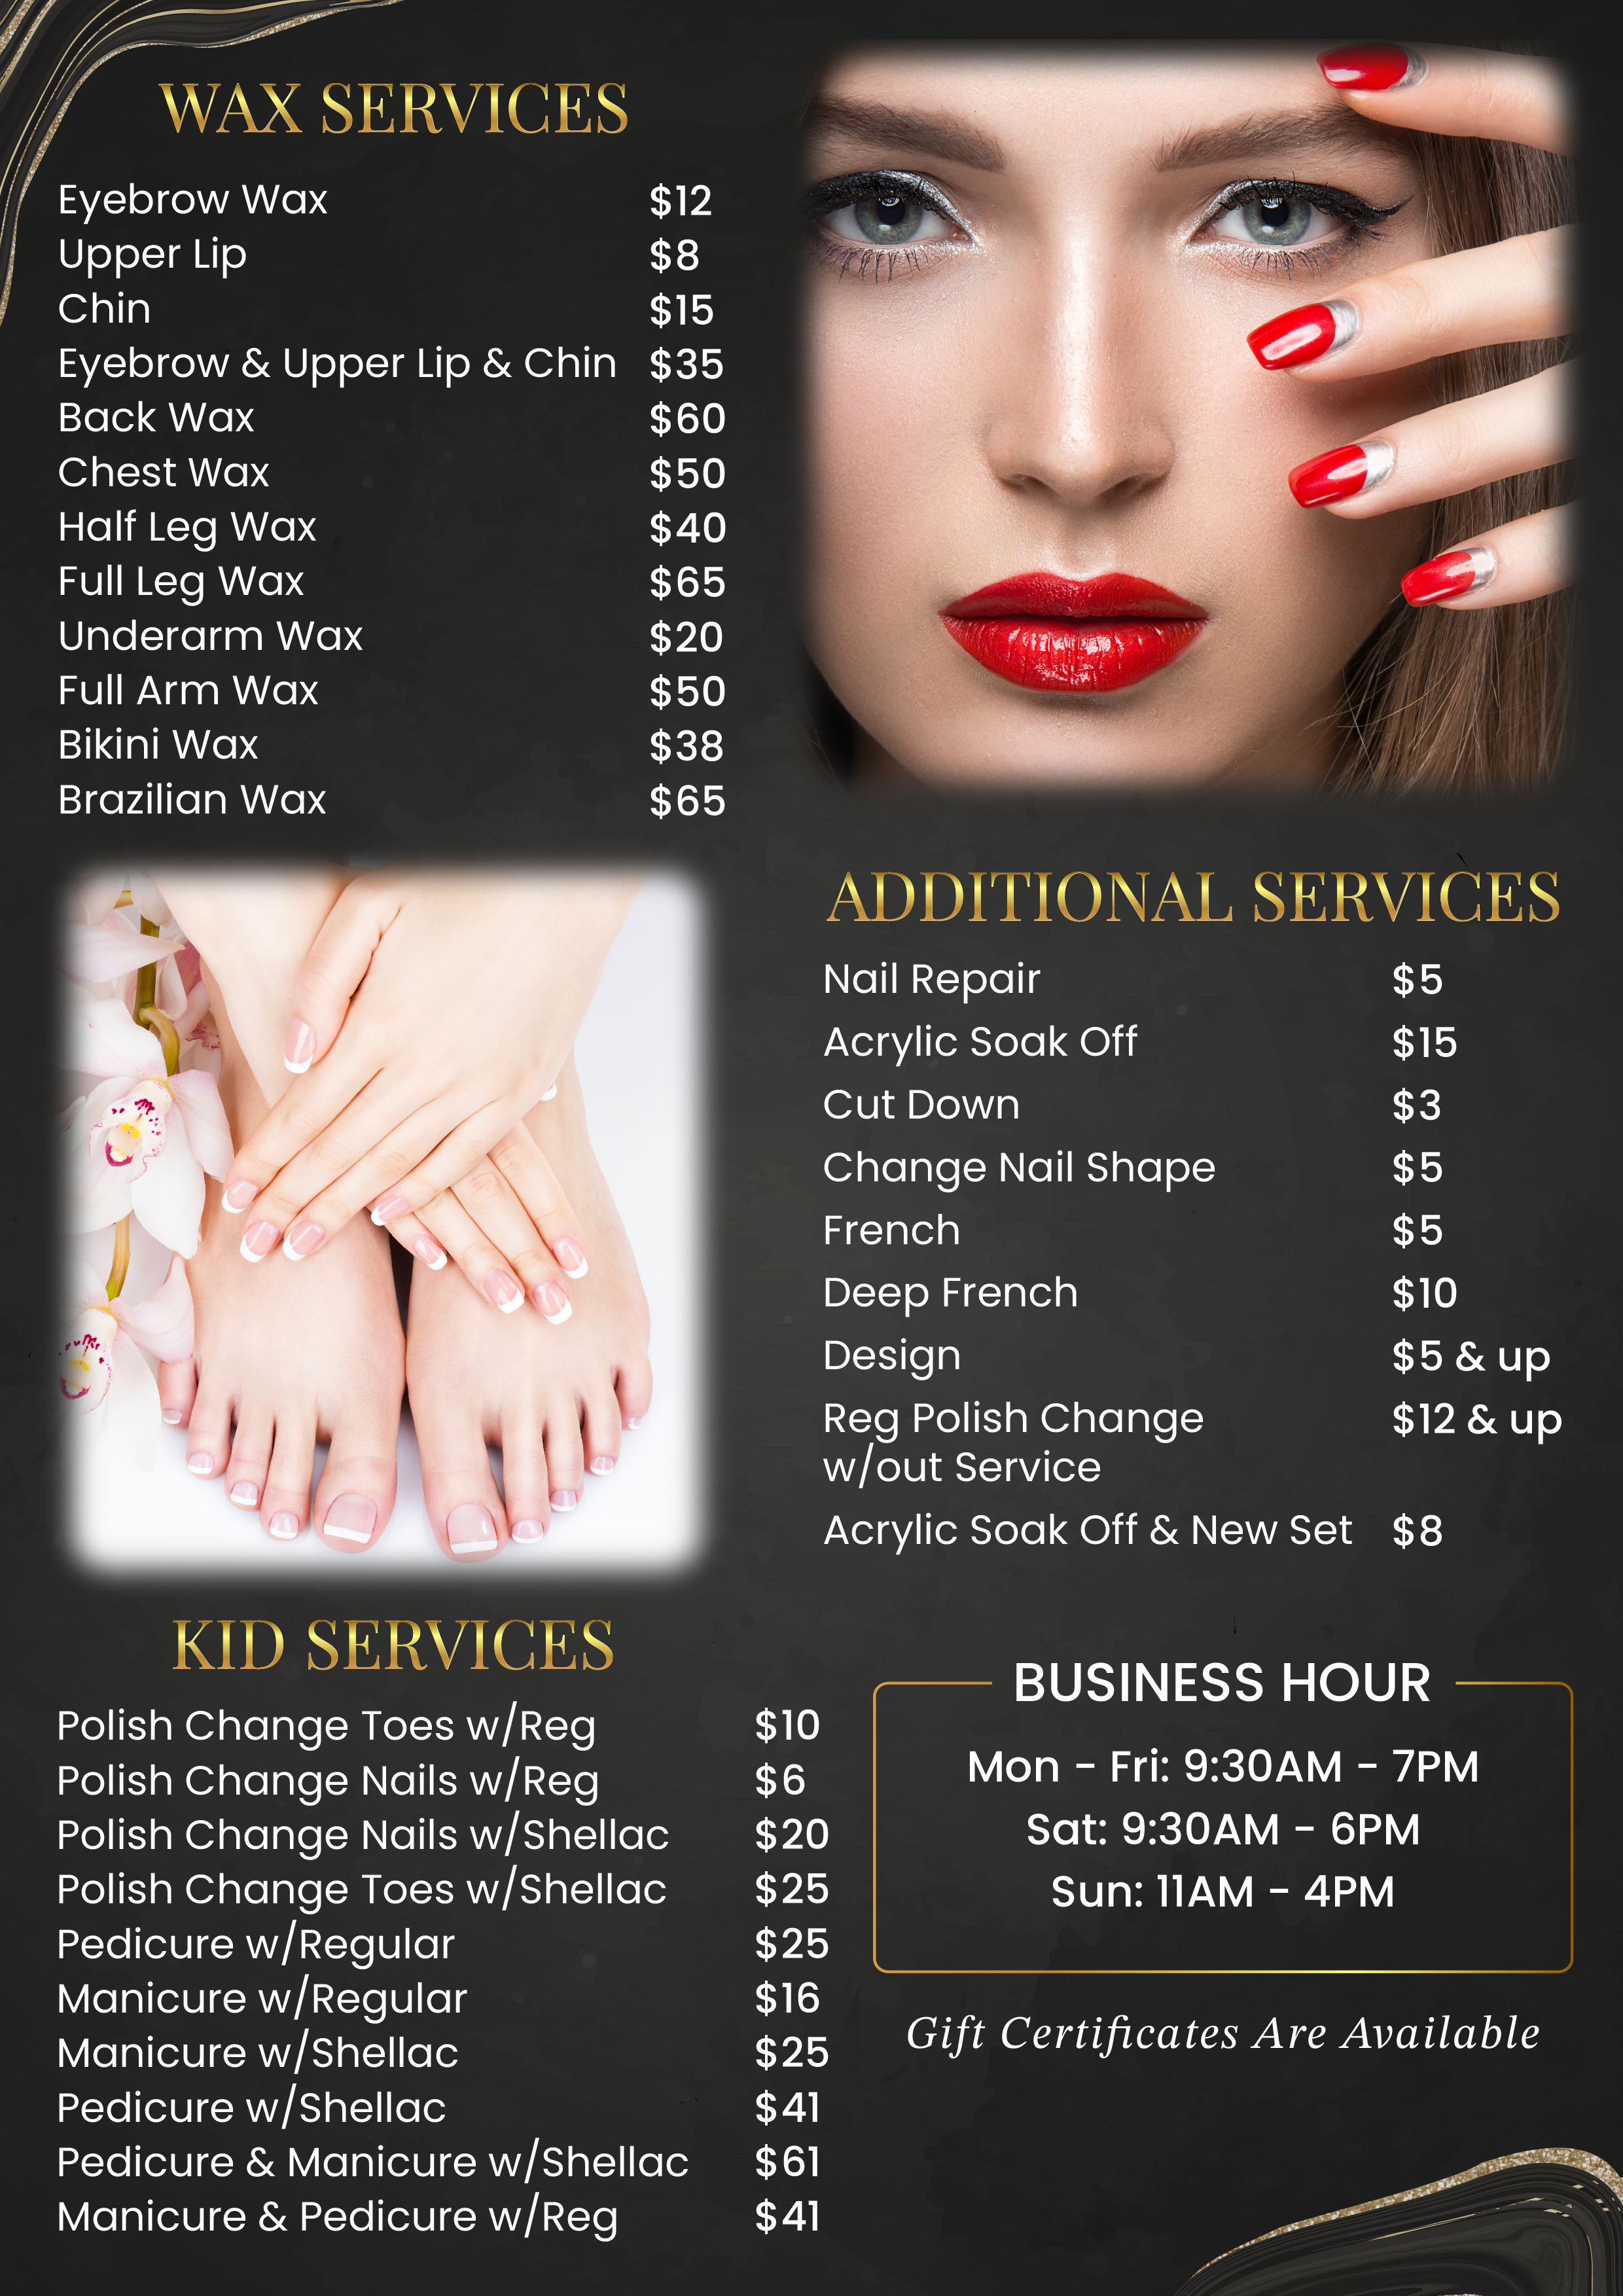 WAX SERVICES
Eyebrow Wax $12
Upper Lip $8
Chin $15
Eyebrow & Upper Lip & Chin $35
Back Wax $60
Chest Wax $50
Half Leg Wax $40
Full Leg Wax $65
Underarm Wax $20
Full Arm Wax $50
Bikini Wax $38
Brazilian Wax $65
ADDITIONAL SERVICES
Nail Repair $5
Acrylic Soak Off $15
Cut Down $3
Change Nail Shape $5
French $5
Deep French $10
Design $5 & up
Reg Polish Change $12 & up
w/out Service
Acrylic Soak Off & New Set $8
KID SERVICES
Polish Change Toes w/Reg $10
Polish Change Nails w/Reg $6
Polish Change Nails w/Shellac $20
Polish Change Toes w/Shellac $25
Pedicure w/Regular $25
Manicure w/Regular $16
Manicure w/Shellac $25
Pedicure w/Shellac $41
Pedicure & Manicure w/Shellac $61
Manicure & Pedicure w/Reg $41
BUSINESS HOUR
Mon - Fri: 9:30AM - 7PM
Sat: 9:30AM - 6PM
Sun: 11AM - 4PM
Gift Certificates Are Available